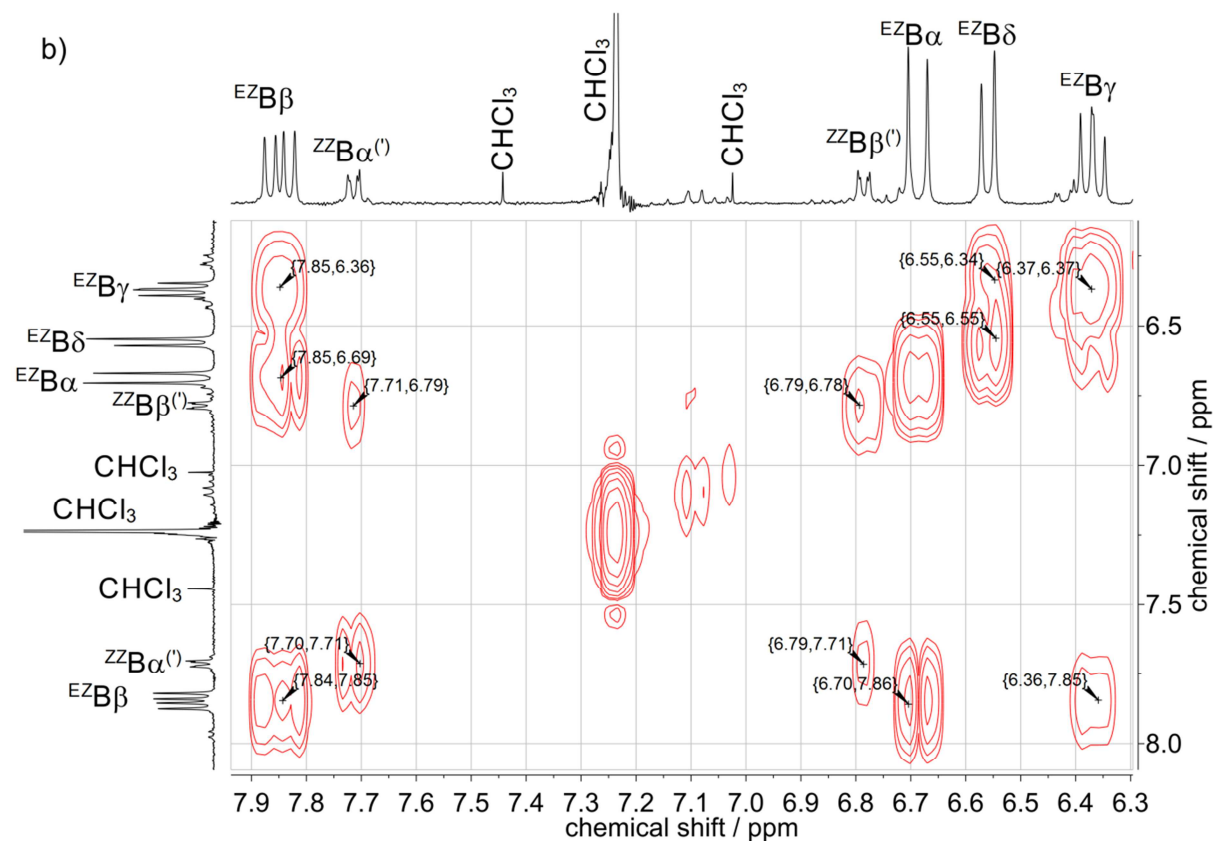 b)
EZBβ
ZZBα(')
CHCl3
CHCl3
CHCl3
ZZBβ(')
EZBα
EZBδ
EZBγ
EZBγ
EZBδ
EZBα
ZZBβ(')
CHCl3
CHCl3
CHCl3
ZZBα(')
EZBβ
{7.85,6.36}
{6.55,6.34}
{6.37,6.37}
{6.55,6.55}
{7.85,6.69}
{7.71,6.79}
{6.79,6.78}
{7.70,7.71}
{6.79,7.71}
{7.84,7.85}
{6.70,7.86}
{6.36,7.85}
6.5
7.0
7.5
8.0
chemical shift / ppm
7.9 7.8 7.7 7.6 7.5 7.4 7.3 7.2 7.1 7.0 6.9 6.8 6.7 6.6 6.5 6.4 6.3
chemical shift / ppm